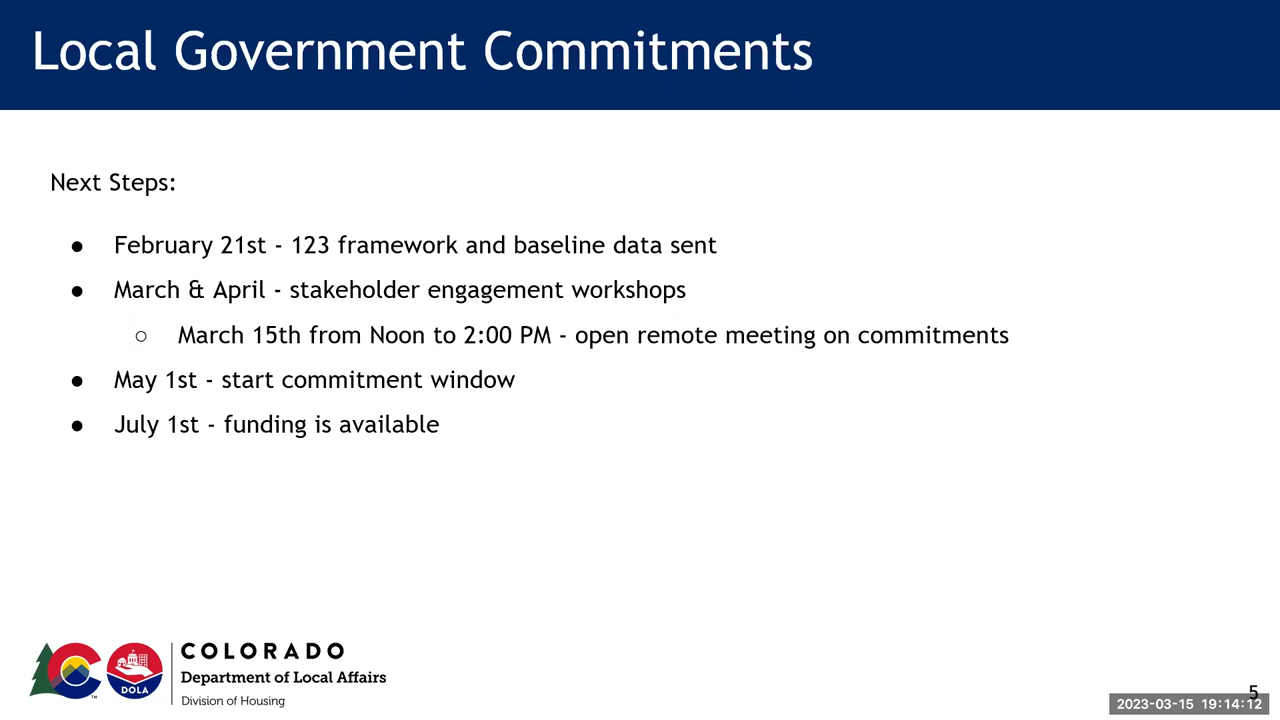 Local Government Commitments
Next Steps:
● February 21st - 123 framework and baseline data sent
● March & April - stakeholder engagement workshops
○ March 15th from Noon to 2:00 PM - open remote meeting on commitments
● May 1st - start commitment window
● July 1st - funding is available
COLORADO
Department of Local Affairs
Division of Housing
DOLA
TM
5
2023-03-15 19:14:12